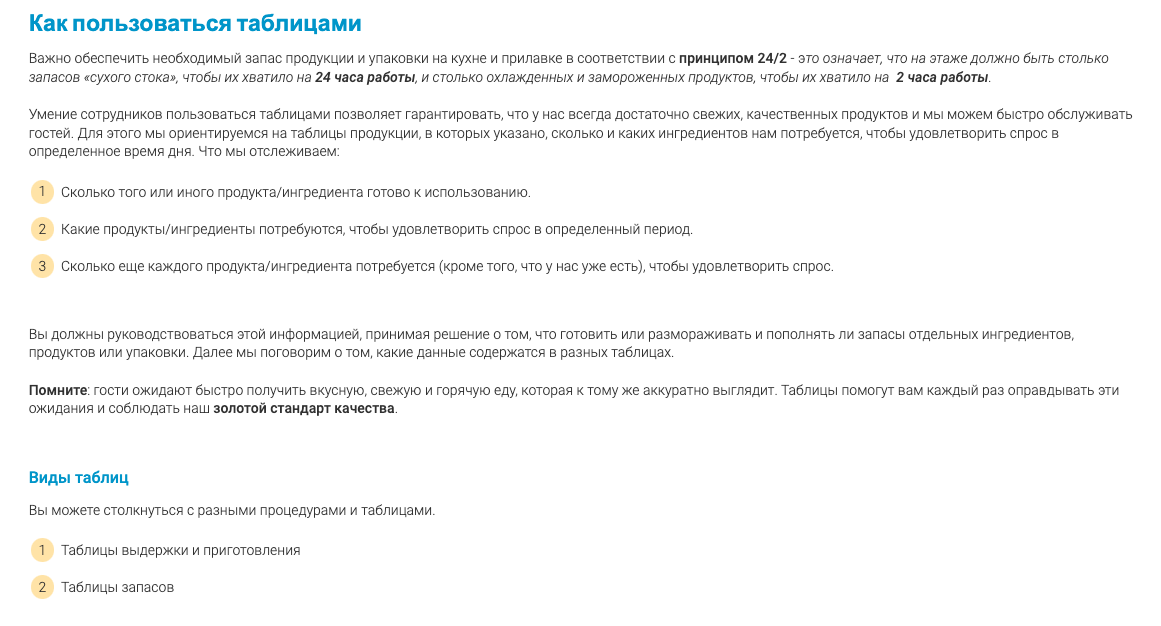 Как пользоваться таблицами
Важно обеспечить необходимый запас продукции и упаковки на кухне и прилавке в соответствии с принципом 24/2 - это означает, что на этаже должно быть столько
запасов «сухого стока», чтобы их хватило на 24 часа работы, и столько охлажденных и замороженных продуктов, чтобы их хватило на 2 часа работы.
Умение сотрудников пользоваться таблицами позволяет гарантировать, что у нас всегда достаточно свежих, качественных продуктов и мы можем быстро обслуживать
гостей. Для этого мы ориентируемся на таблицы продукции, в которых указано, сколько и каких ингредиентов нам потребуется, чтобы удовлетворить спрос в
определенное время дня. Что мы отслеживаем:
1 Сколько того или иного продукта/ингредиента готово к использованию.
2 Какие продукты/ингредиенты потребуются, чтобы удовлетворить спрос в определенный период.
3 Сколько еще каждого продукта/ингредиента потребуется (кроме того, что у нас уже есть), чтобы удовлетворить спрос.
Вы должны руководствоваться этой информацией, принимая решение о том, что готовить или размораживать и пополнять ли запасы отдельных ингредиентов,
продуктов или упаковки. Далее мы поговорим о том, какие данные содержатся в разных таблицах.
Помните: гости ожидают быстро получить вкусную, свежую и горячую еду, которая к тому же аккуратно выглядит. Таблицы помогут вам каждый раз оправдывать эти
ожидания и соблюдать наш золотой стандарт качества.
Виды таблиц
Вы можете столкнуться с разными процедурами и таблицами.
1 Таблицы выдержки и приготовления
2 Таблицы запасов